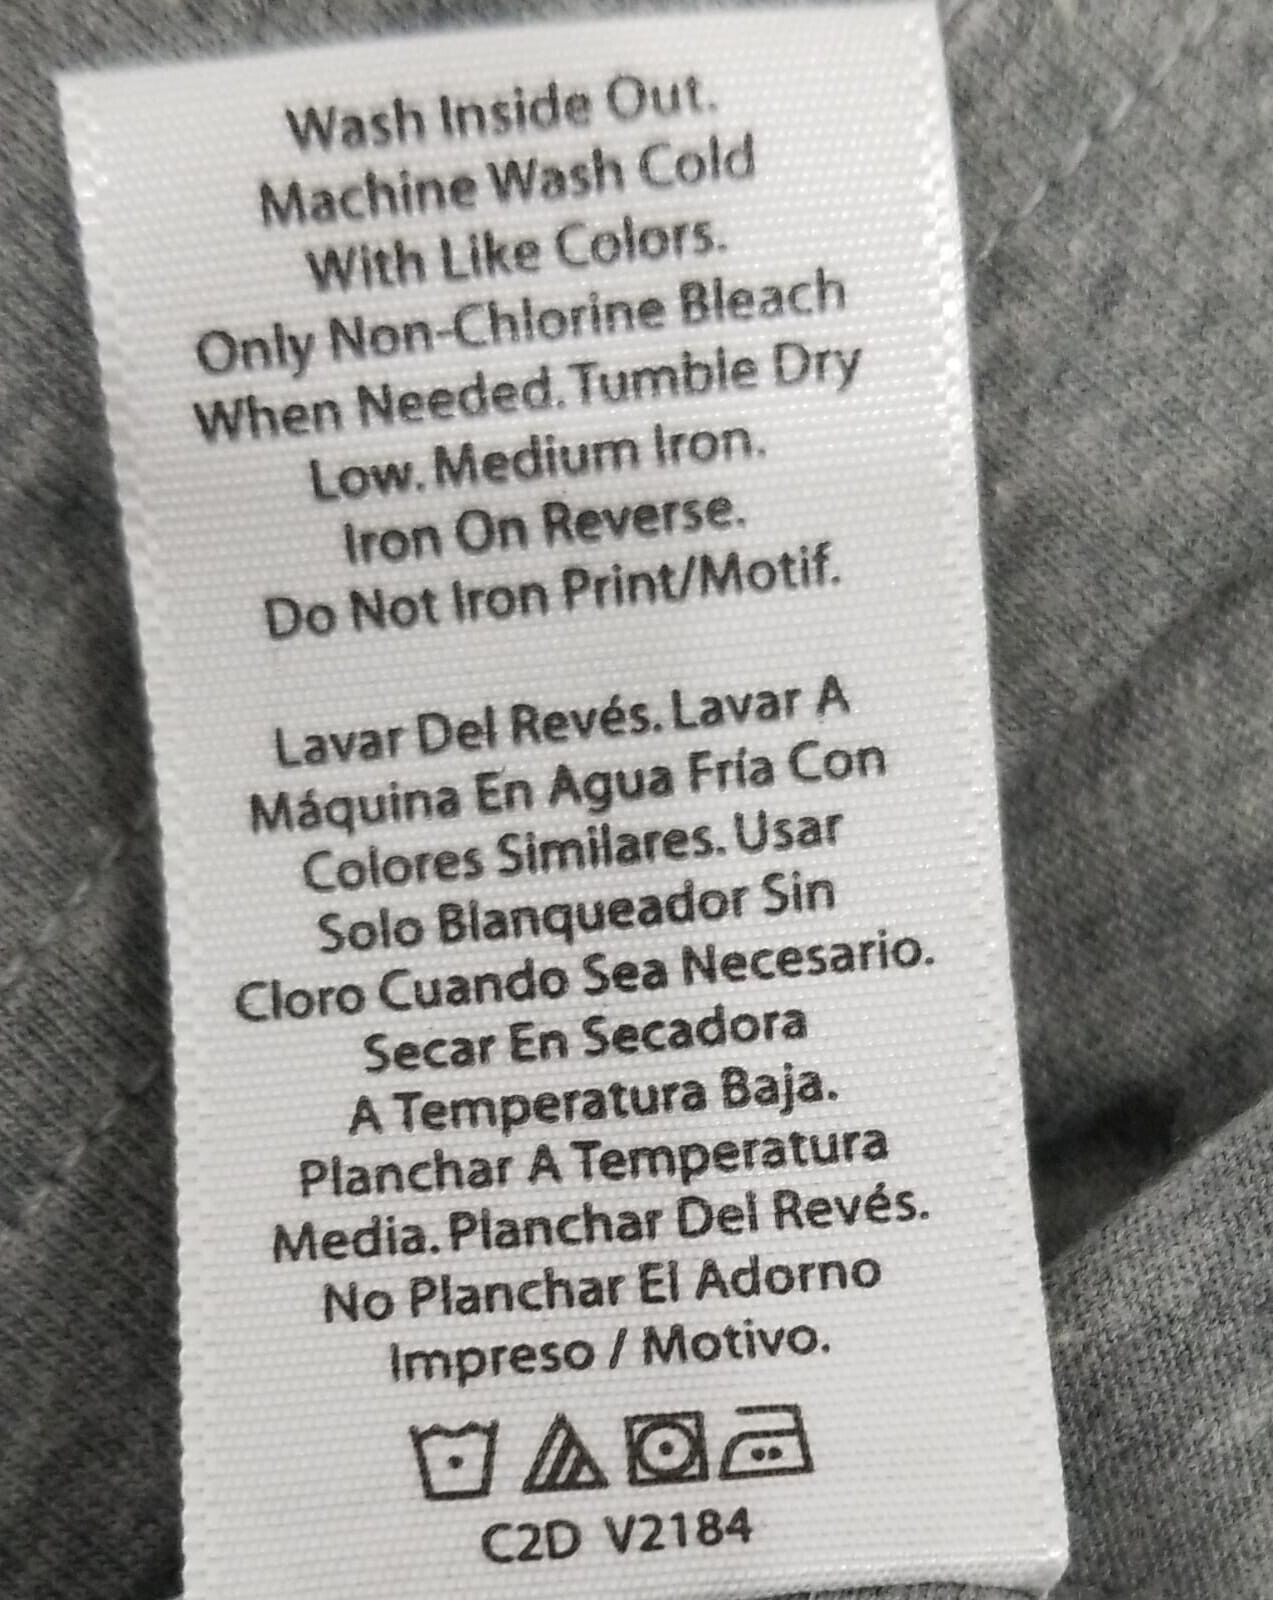 Wash Inside Out.
Machine Wash Cold
With Like Colors.
Only Non-Chlorine Bleach
When Needed. Tumble Dry
Low. Medium Iron.
Iron On Reverse.
Do Not Iron Print/Motif.
Lavar Del Revés. Lavar A
Máquina En Agua Fría Con
Colores Similares. Usar
Solo Blanqueador Sin
Cloro Cuando Sea Necesario.
Secar En Secadora
A Temperatura Baja.
Planchar A Temperatura
Media. Planchar Del Revés.
No Planchar El Adorno
Impreso / Motivo.
C2D V2184